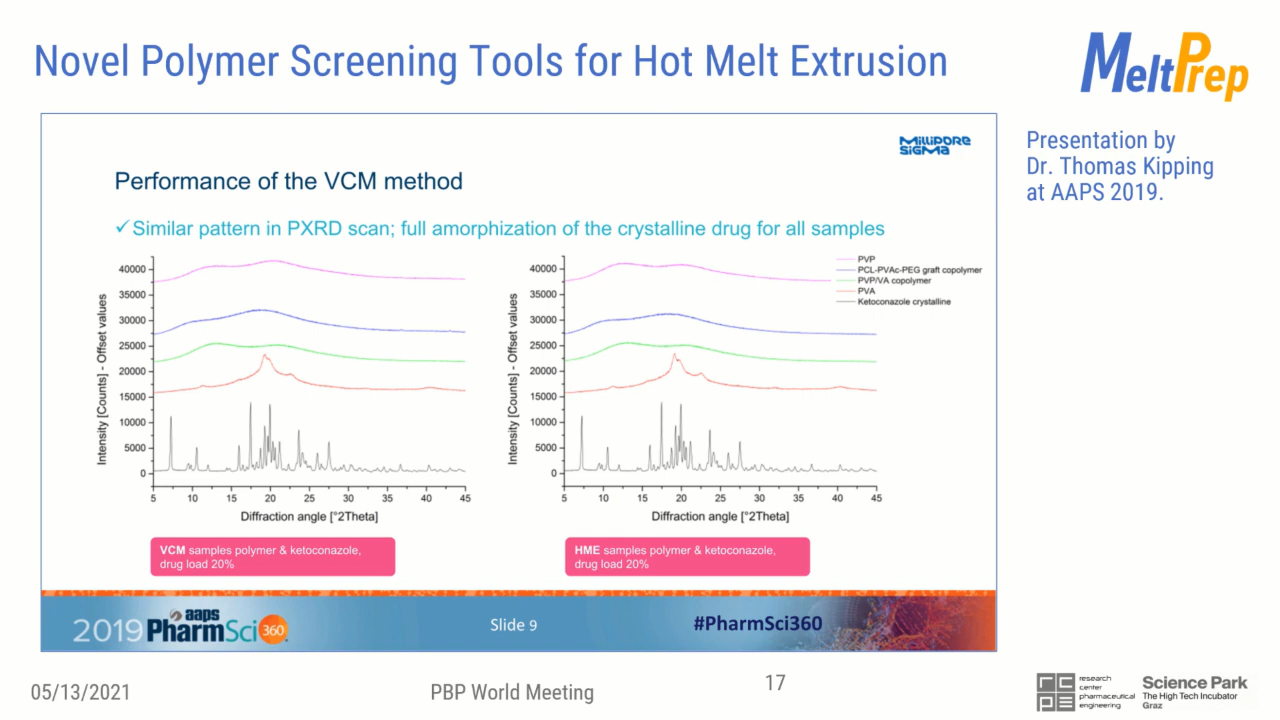 Novel Polymer Screening Tools for Hot Melt Extrusion
MeltPrep
Presentation by
Dr. Thomas Kipping
at AAPS 2019.
MiLLiPORE
SiGMa
Performance of the VCM method
✓Similar pattern in PXRD scan; full amorphization of the crystalline drug for all samples
Intensity [Counts] - Offset values
40000
35000
30000
25000
20000
15000
10000
5000
0
5 10 15 20 25 30 35 40 45
Diffraction angle [°2Theta]
VCM samples polymer & ketoconazole,
drug load 20%
Intensity [Counts] - Offset values
40000
35000
30000
25000
20000
15000
10000
5000
0
5 10 15 20 25 30 35 40 45
Diffraction angle [°2Theta]
PVP
PCL-PVAc-PEG graft copolymer
PVP/VA copolymer
PVA
Ketoconazole crystalline
HME samples polymer & ketoconazole,
drug load 20%
2019 aaps PharmSci 360
Slide 9
#PharmSci360
05/13/2021
PBP World Meeting
17
rcpe
research
center
pharmaceutical
engineering
Science Park
The High Tech Incubator
Graz